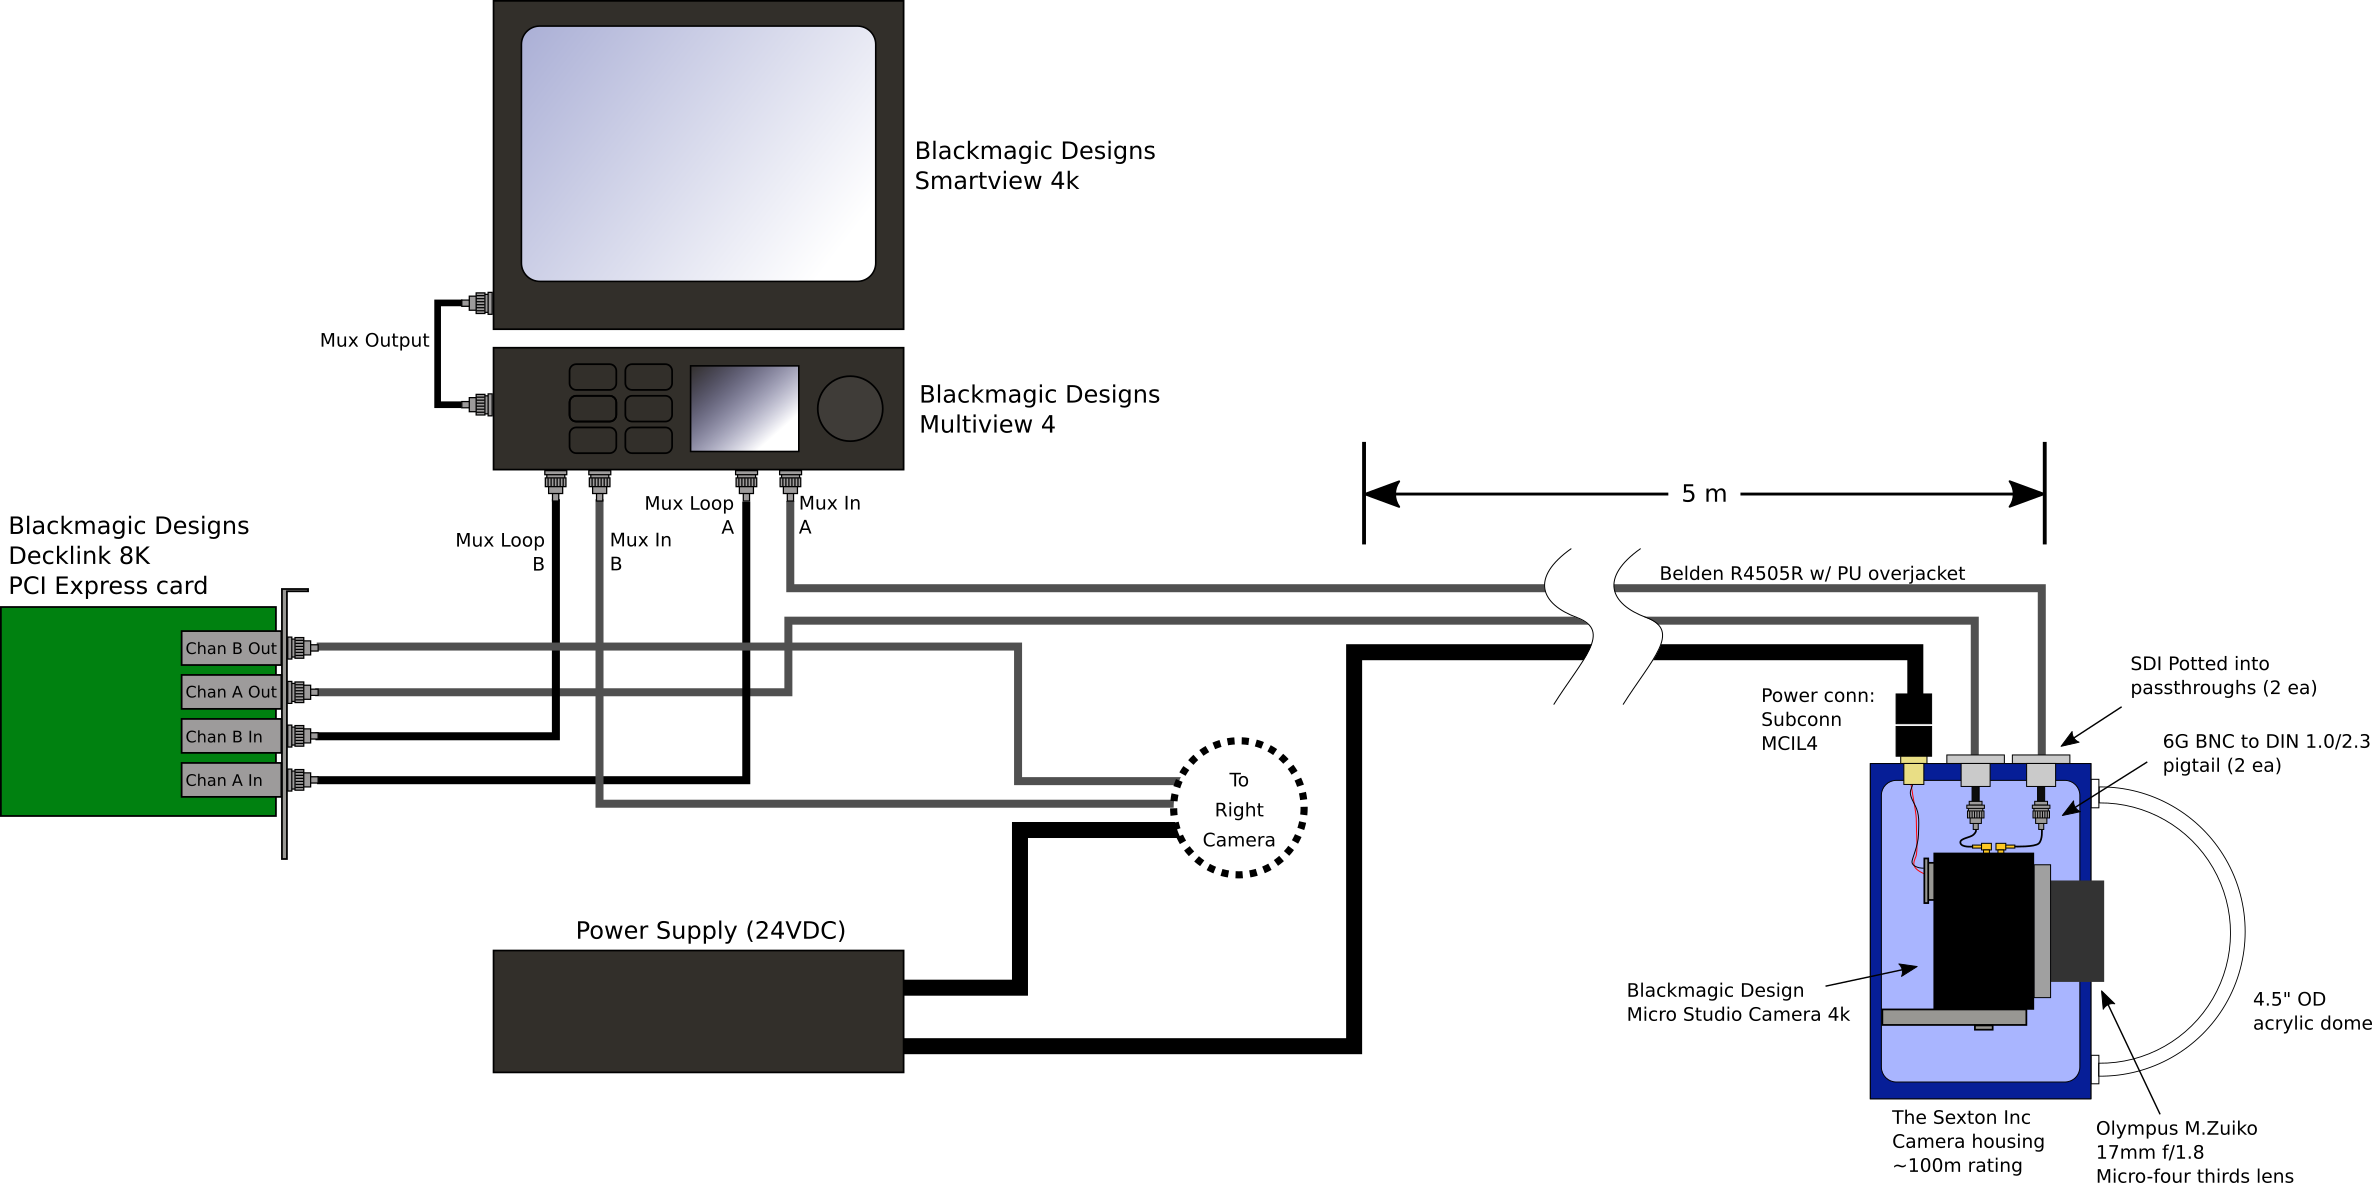 Blackmagic Designs
Smartview 4k
Mux Output
Blackmagic Designs
Multiview 4
Mux Loop
A
Mux In
A
Mux Loop
B
Mux In
B
5 m
Blackmagic Designs
Decklink 8K
PCI Express card
Chan B Out
Chan A Out
Chan B In
Chan A In
Belden R4505R w/ PU overjacket
SDI Potted into
passthroughs (2 ea)
Power conn:
Subconn
MCIL4
6G BNC to DIN 1.0/2.3
pigtail (2 ea)
To
Right
Camera
Power Supply (24VDC)
Blackmagic Design
Micro Studio Camera 4k
4.5" OD
acrylic dome
The Sexton Inc
Camera housing
~100m rating
Olympus M.Zuiko
17mm f/1.8
Micro-four thirds lens